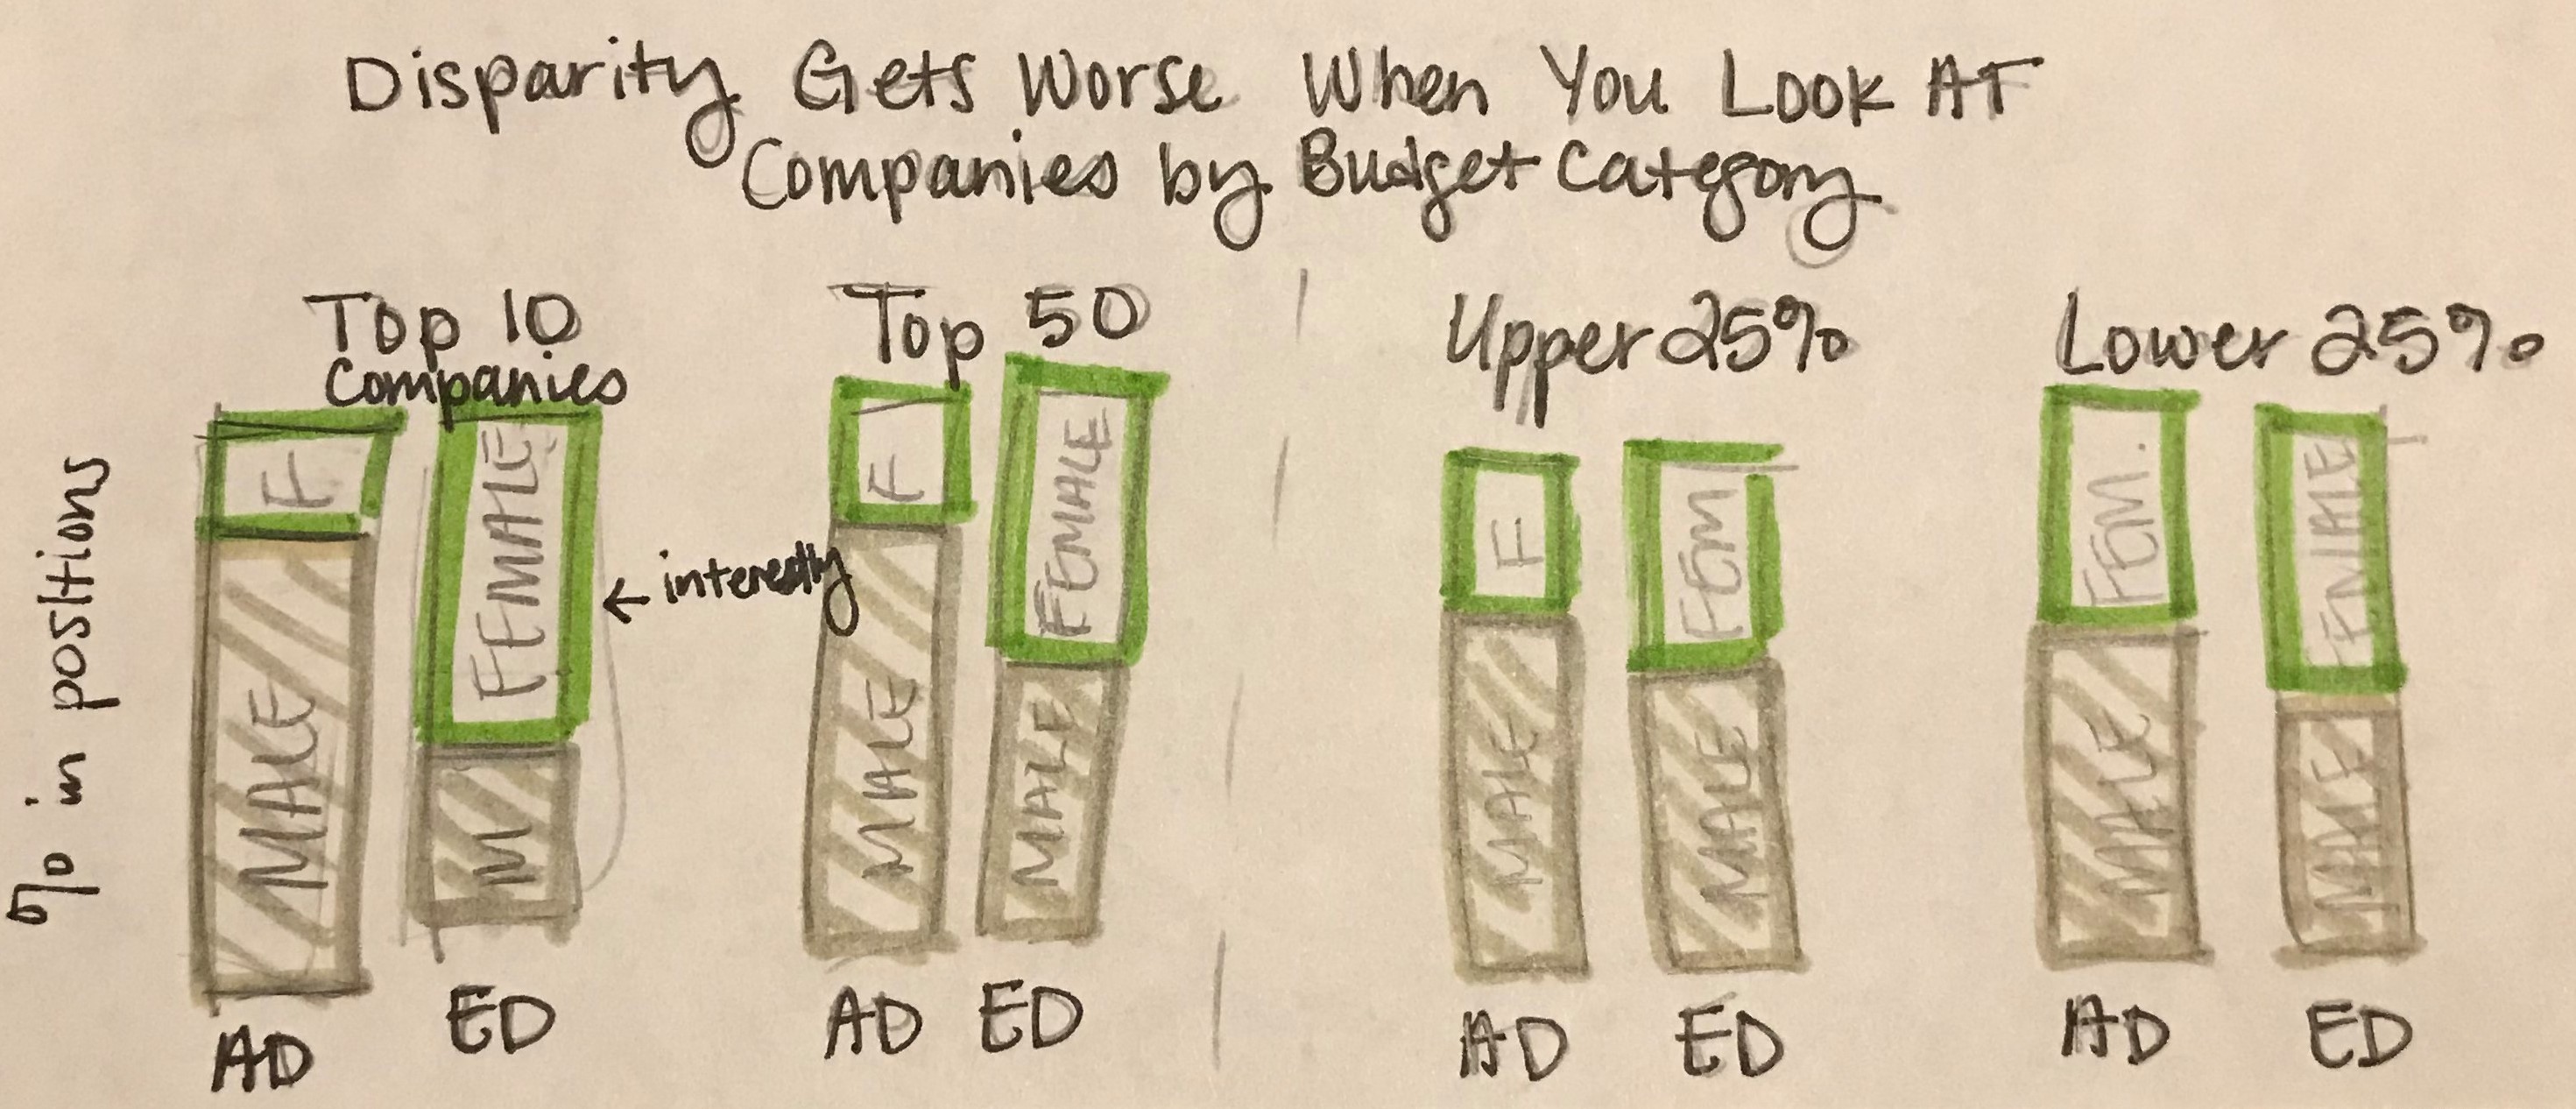 Disparity Gets Worse When You Look AT
Companies by Budget Category
Top 10
Companies
Top 50
Upper 25%
Lower 25%
% in positions
F
MALE
FEMALE
M
← interestly
F
MALE
FEMALE
MALE
F
MALE
FEM
MALE
FEM.
MALE
FEMALE
MALE
AD
ED
AD
ED
AD
ED
AD
ED